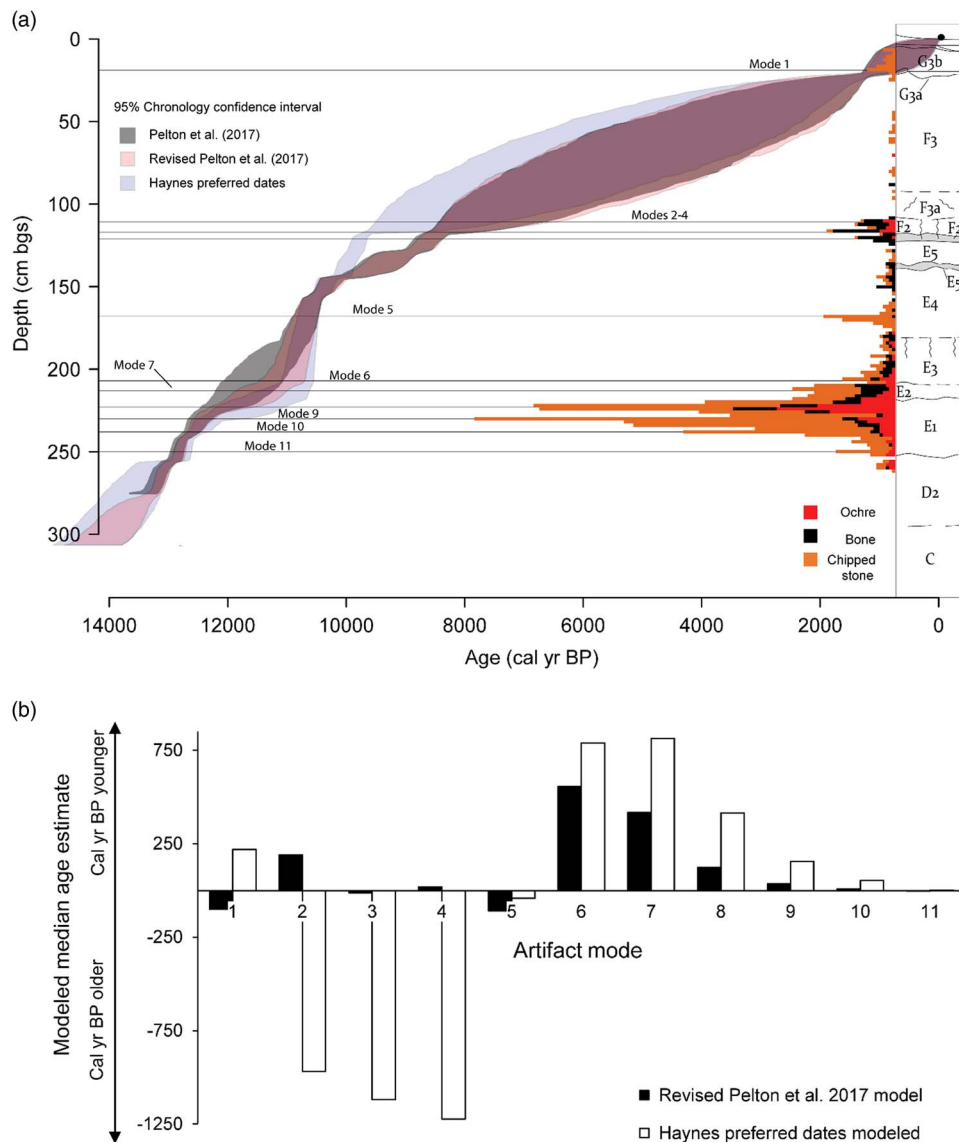 (a)
0
50
100
150
200
250
300
Depth (cm bgs)
95% Chronology confidence interval
Pelton et al. (2017)
Revised Pelton et al. (2017)
Haynes preferred dates
Mode 1
Modes 2-4
Mode 5
Mode 7
Mode 6
Mode 9
Mode 10
Mode 11
G3b
G3a
F3
F3a
F2
F2
E5
E5
E4
E3
E2
E1
D2
C
Ochre
Bone
Chipped
stone
14000 12000 10000 8000 6000 4000 2000 0
Age (cal yr BP)
(b)
Modeled median age estimate
Cal yr BP younger
Cal yr BP older
750
250
-250
-750
-1250
1 2 3 4 5 6 7 8 9 10 11
Artifact mode
Revised Pelton et al. 2017 model
Haynes preferred dates modeled